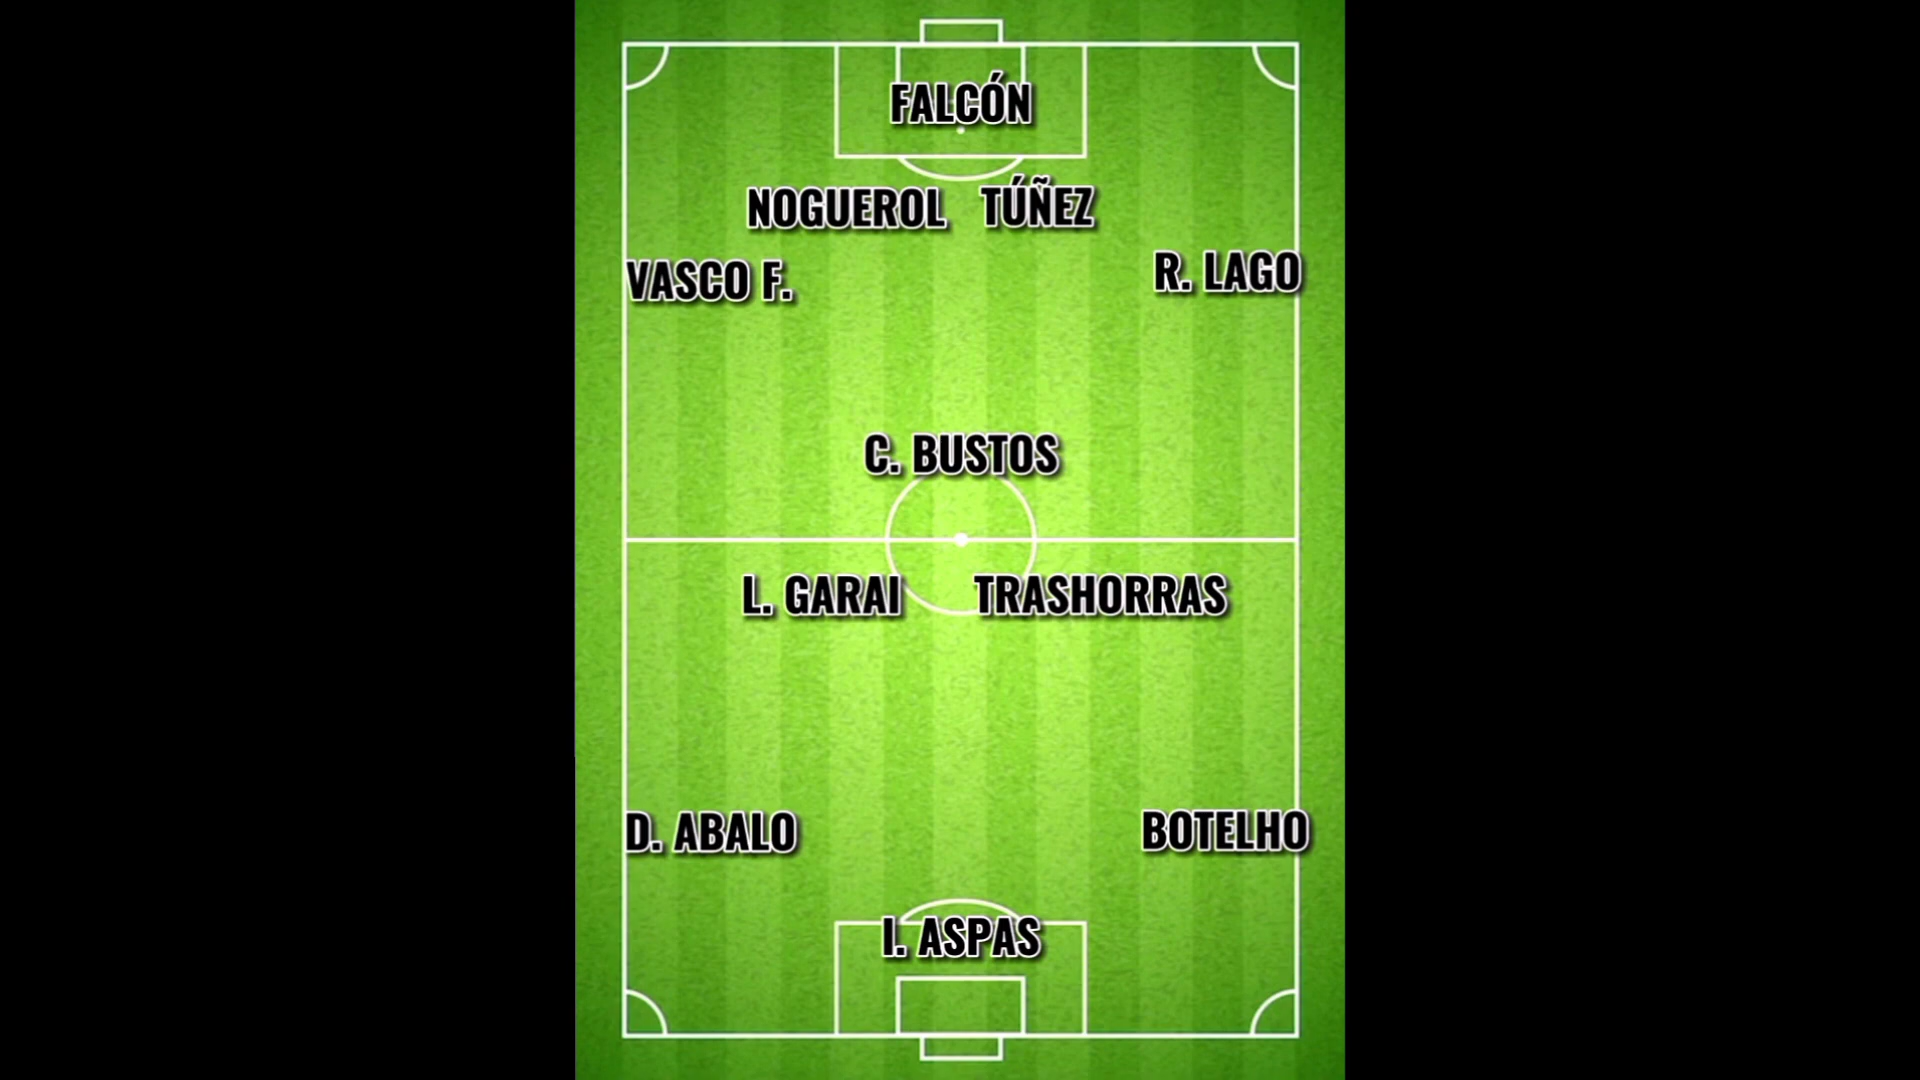 FALCÓN
NOGUEROL TÚÑEZ
VASCO F. R. LAGO
C. BUSTOS
L. GARAI TRASHORRAS
D. ABALO BOTELHO
I. ASPAS